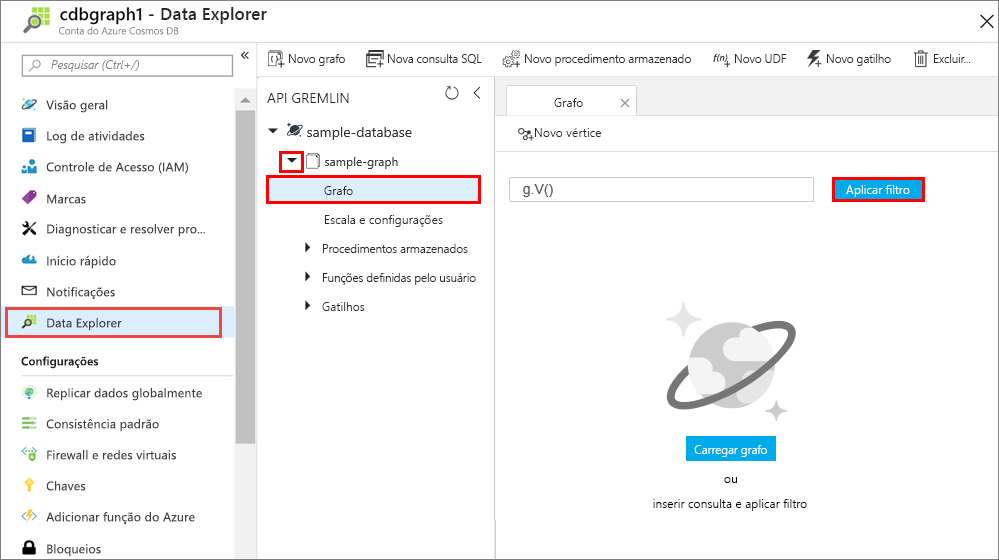 cdbgraph1 - Data Explorer
Conta do Azure Cosmos DB
Pesquisar (Ctrl+/)
«
Visão geral
Log de atividades
Controle de Acesso (IAM)
Marcas
Diagnosticar e resolver pro...
Início rápido
Notificações
Data Explorer
Configurações
Replicar dados globalmente
Consistência padrão
Firewall e redes virtuais
Chaves
Adicionar função do Azure
Bloqueios
Novo grafo
Nova consulta SQL
Novo procedimento armazenado
f(n) Novo UDF
Novo gatilho
Excluir...
API GREMLIN
sample-database
sample-graph
Grafo
Escala e configurações
Procedimentos armazenados
Funções definidas pelo usuário
Gatilhos
Grafo
Novo vértice
g.V()
Aplicar filtro
Carregar grafo
ou
inserir consulta e aplicar filtro